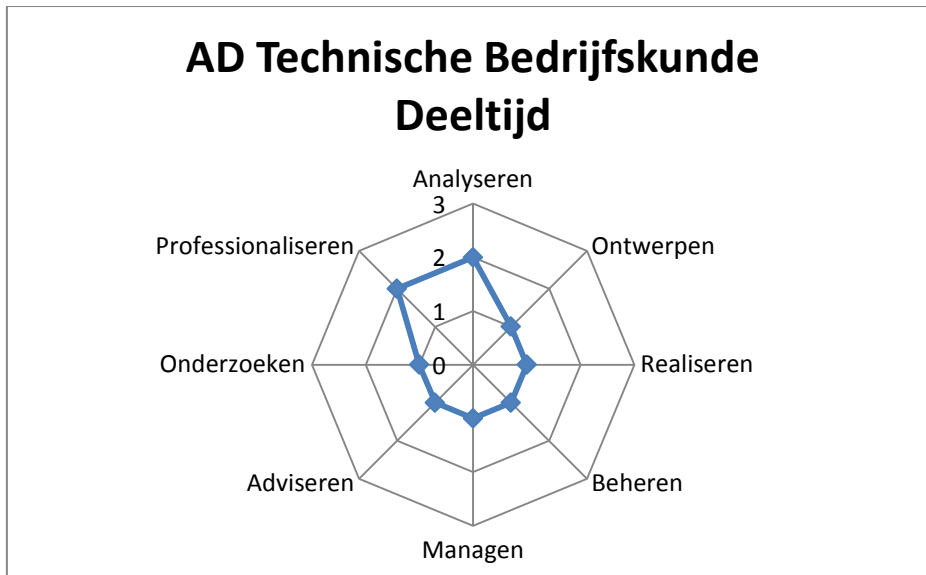 AD Technische Bedrijfskunde
Deeltijd
Analyseren
3
Professionaliseren
Ontwerpen
2
1
Onderzoeken
0
Realiseren
Adviseren
Beheren
Managen